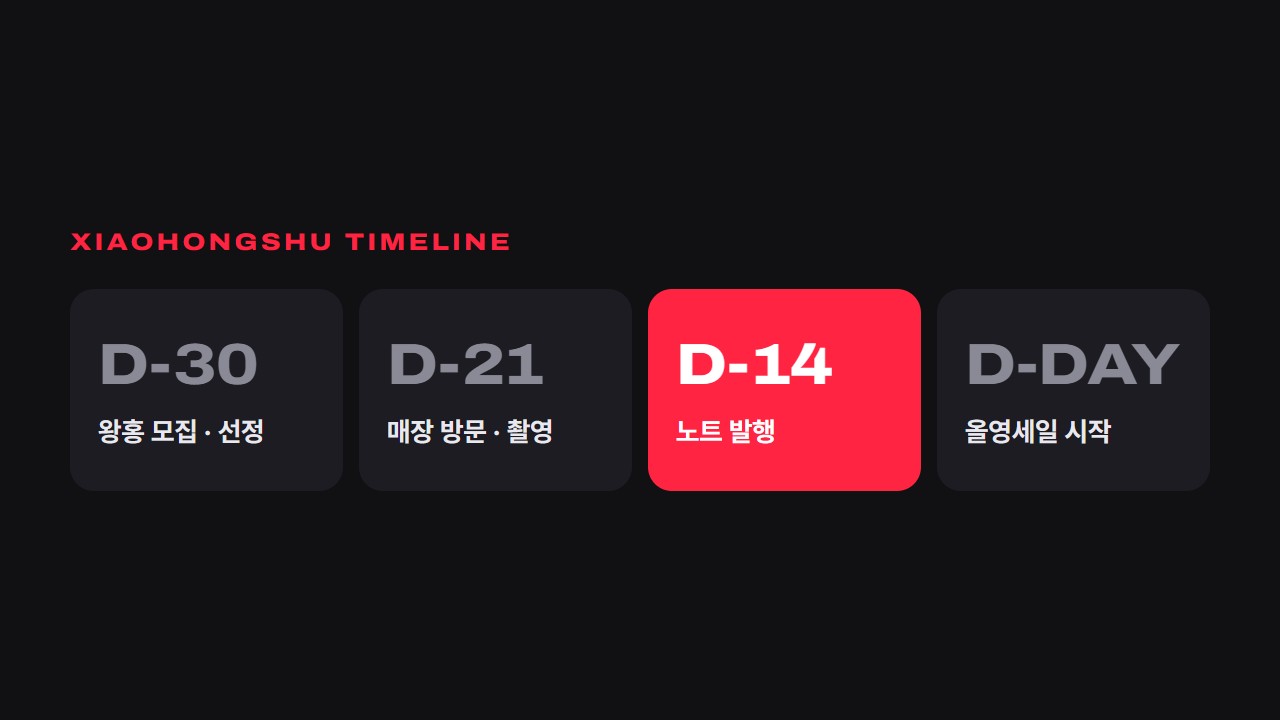 XIAOHONGSHU TIMELINE
D-30
왕홍 모집 · 선정
D-21
매장 방문 · 촬영
D-14
노트 발행
D-DAY
올영세일 시작